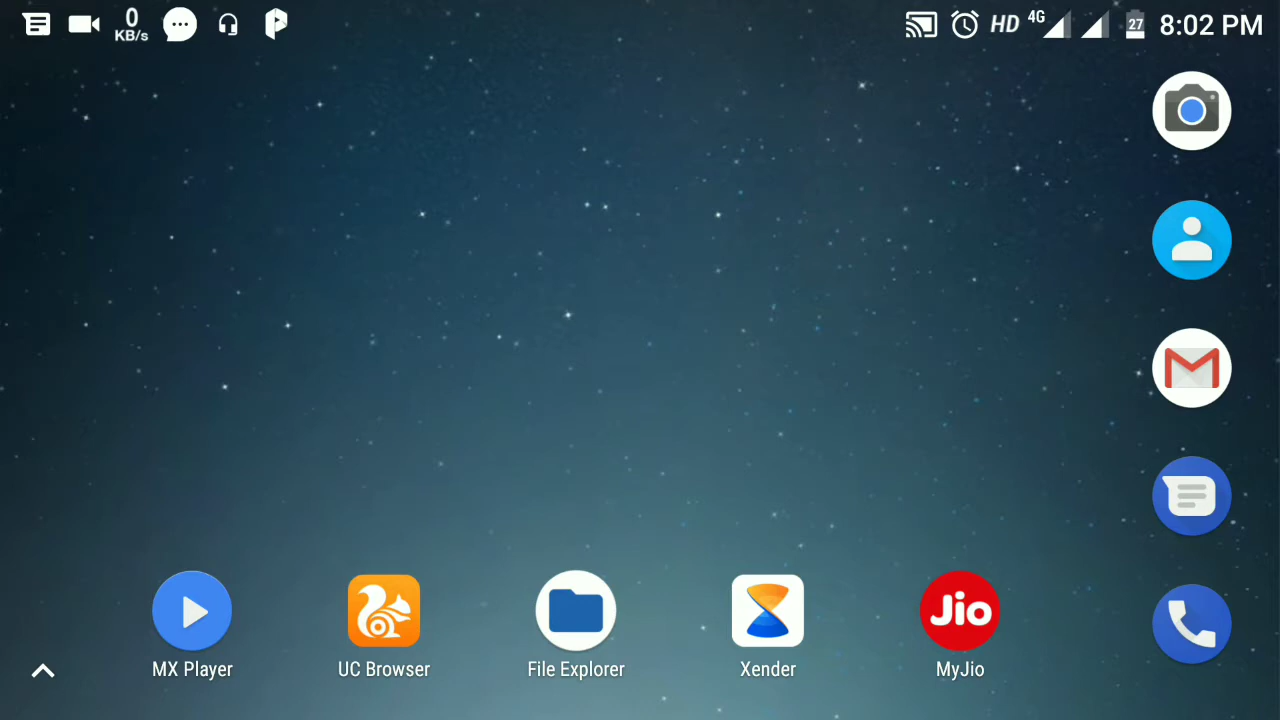 0
KB/s
HD
4G
27
8:02 PM
Jio
MX Player
UC Browser
File Explorer
Xender
MyJio